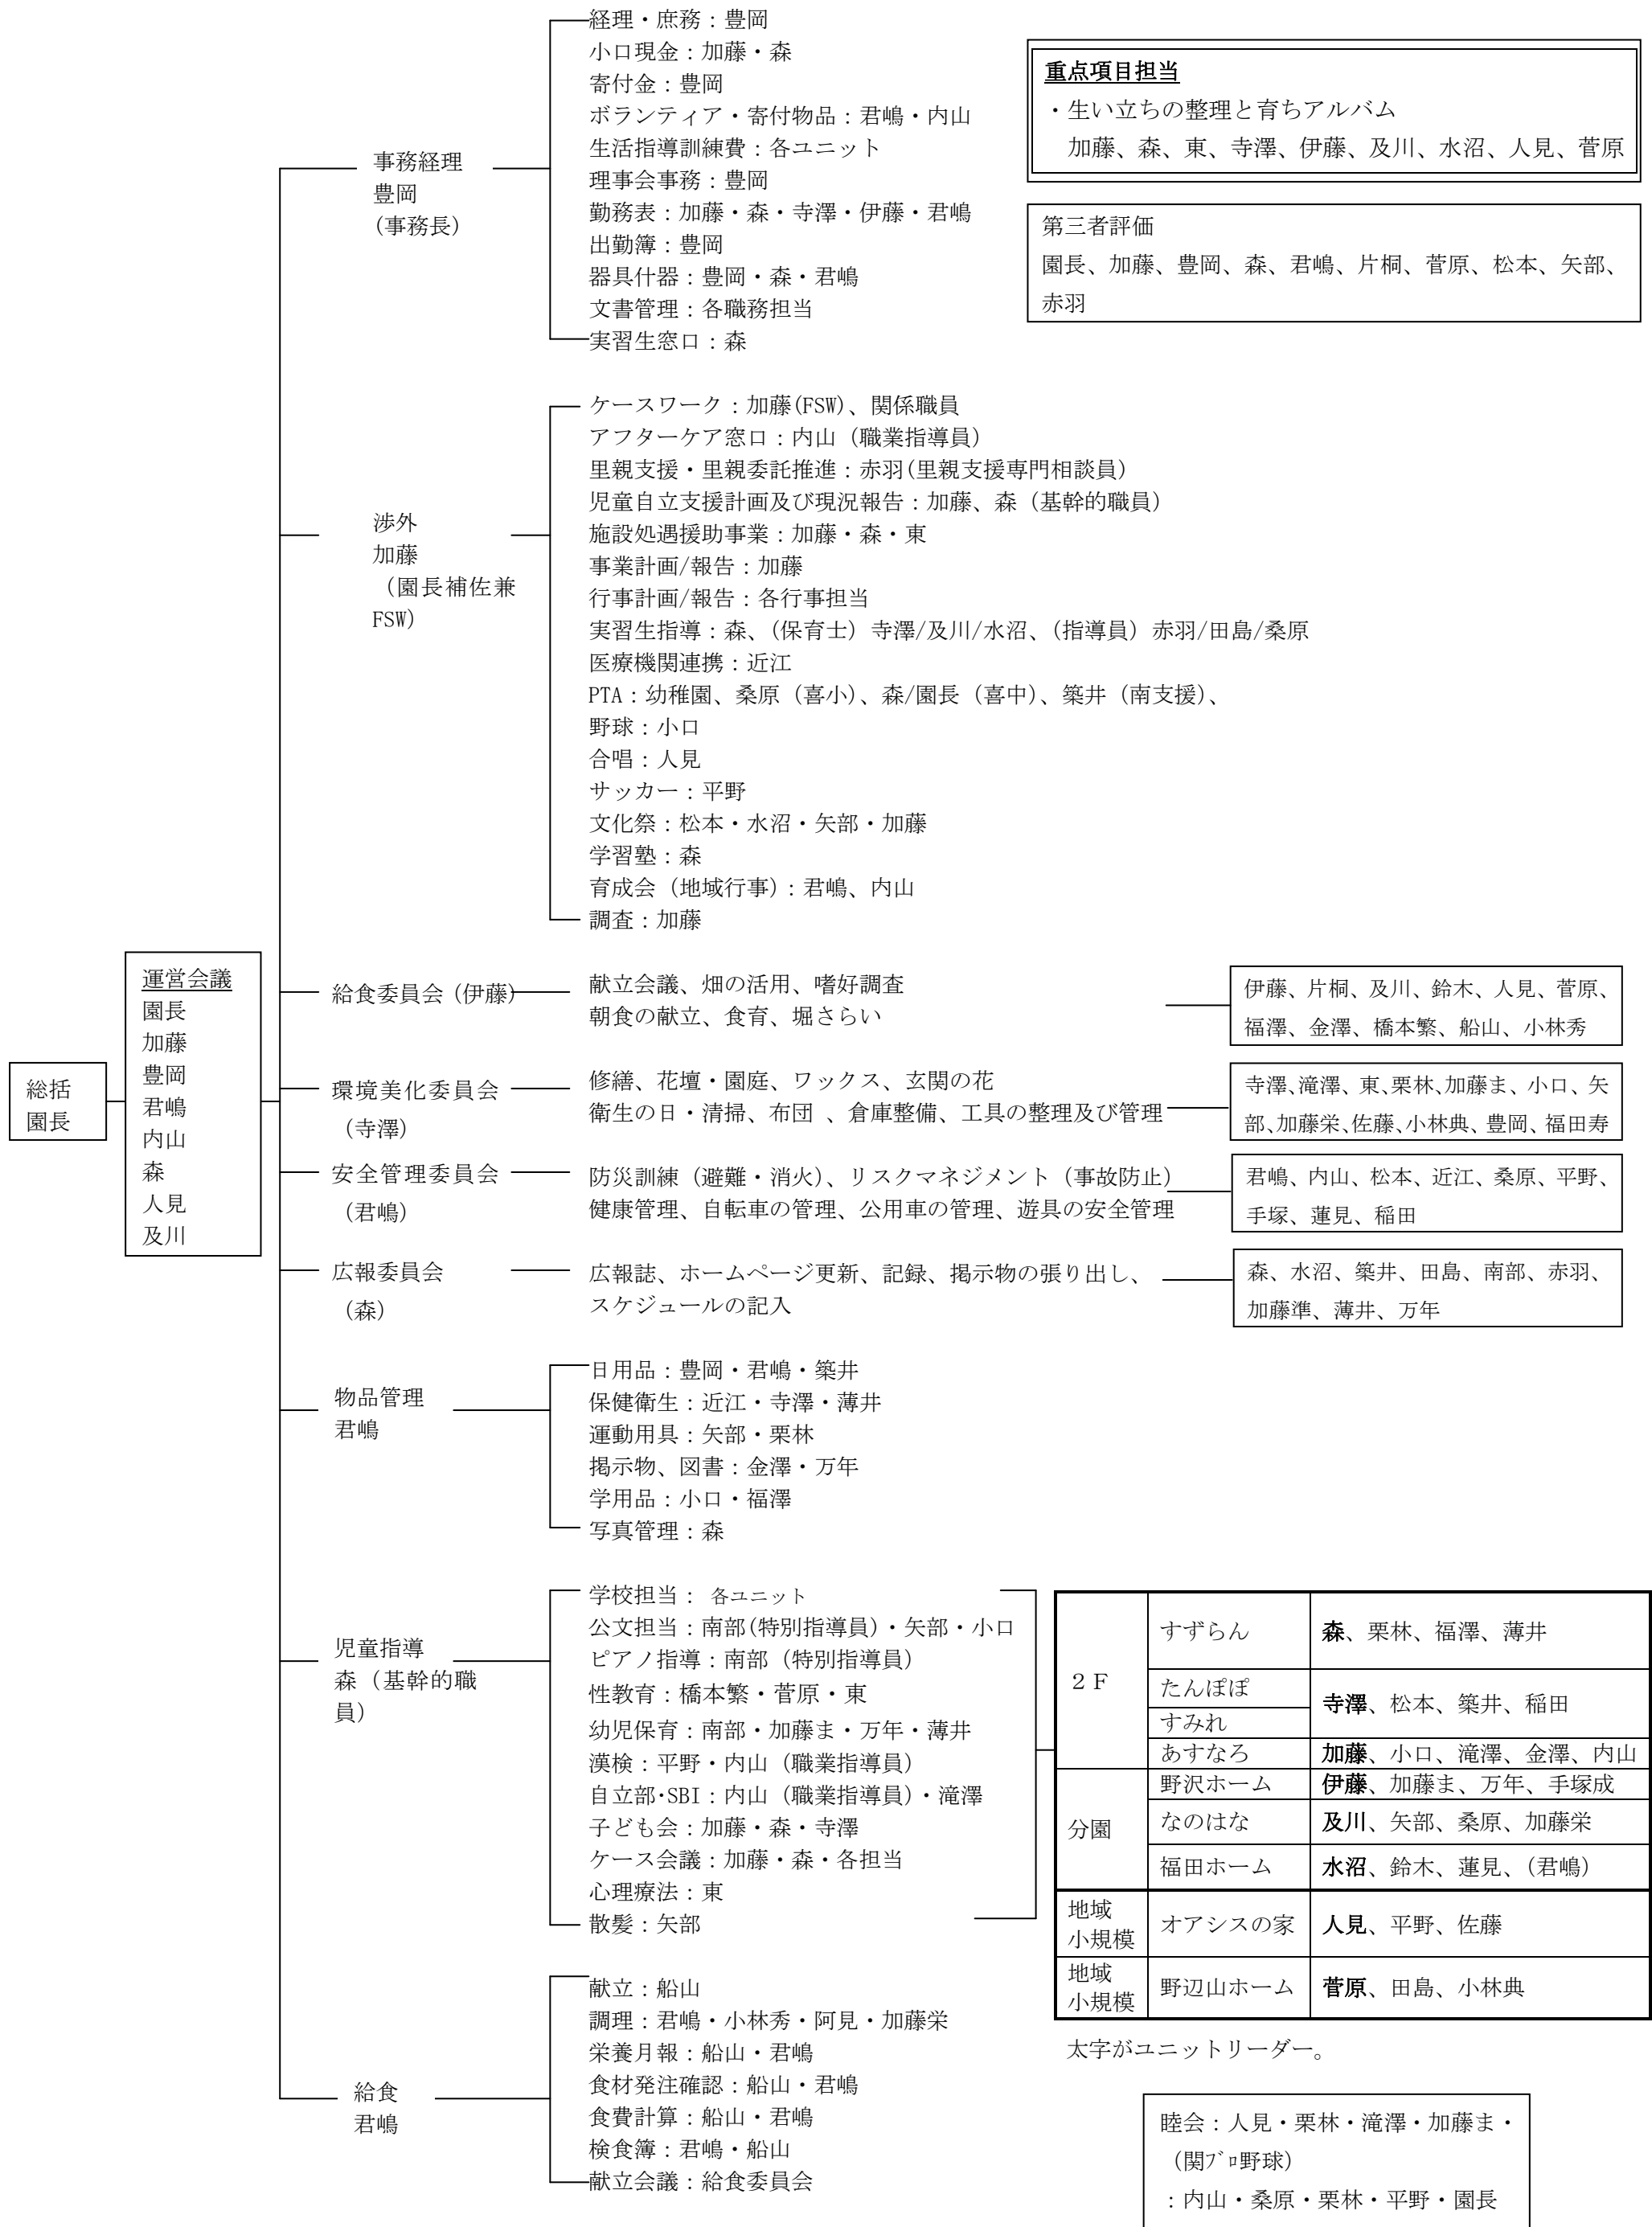 総括
園長
運営会議
園長
加藤
豊岡
君嶋
内山
森
人見
及川
事務経理
豊岡
(事務長)
経理・庶務：豊岡
小口現金：加藤・森
寄付金：豊岡
ボランティア・寄付物品：君嶋・内山
生活指導訓練費：各ユニット
理事会事務：豊岡
勤務表：加藤・森・寺澤・伊藤・君嶋
出勤簿：豊岡
器具什器：豊岡・森・君嶋
文書管理：各職務担当
実習生窓口：森
重点項目担当
・生い立ちの整理と育ちアルバム
加藤、森、東、寺澤、伊藤、及川、水沼、人見、菅原
第三者評価
園長、加藤、豊岡、森、君嶋、片桐、菅原、松本、矢部、
赤羽
渉外
加藤
（園長補佐兼
FSW）
ケースワーク：加藤(FSW)、関係職員
アフターケア窓口：内山（職業指導員）
里親支援・里親委託推進：赤羽(里親支援専門相談員)
児童自立支援計画及び現況報告：加藤、森（基幹的職員）
施設処遇援助事業：加藤・森・東
事業計画/報告：加藤
行事計画/報告：各行事担当
実習生指導：森、（保育士）寺澤/及川/水沼、（指導員）赤羽/田島/桑原
医療機関連携：近江
PTA：幼稚園、桑原（喜小）、森/園長（喜中）、築井（南支援）、
野球：小口
合唱：人見
サッカー：平野
文化祭：松本・水沼・矢部・加藤
学習塾：森
育成会（地域行事）：君嶋、内山
調査：加藤
給食委員会（伊藤）
献立会議、畑の活用、嗜好調査
朝食の献立、食育、堀さらい
伊藤、片桐、及川、鈴木、人見、菅原、
福澤、金澤、橋本繁、船山、小林秀
環境美化委員会
（寺澤）
修繕、花壇・園庭、ワックス、玄関の花
衛生の日・清掃、布団 、倉庫整備、工具の整理及び管理
寺澤、滝澤、東、栗林、加藤ま、小口、矢
部、加藤栄、佐藤、小林典、豊岡、福田寿
安全管理委員会
（君嶋）
防災訓練（避難・消火）、リスクマネジメント（事故防止）
健康管理、自転車の管理、公用車の管理、遊具の安全管理
君嶋、内山、松本、近江、桑原、平野、
手塚、蓮見、稲田
広報委員会
（森）
広報誌、ホームページ更新、記録、掲示物の張り出し、
スケジュールの記入
森、水沼、築井、田島、南部、赤羽、
加藤準、薄井、万年
物品管理
君嶋
日用品：豊岡・君嶋・築井
保健衛生：近江・寺澤・薄井
運動用具：矢部・栗林
掲示物、図書：金澤・万年
学用品：小口・福澤
写真管理：森
児童指導
森（基幹的職
員）
学校担当： 各ユニット
公文担当：南部(特別指導員)・矢部・小口
ピアノ指導：南部（特別指導員）
性教育：橋本繁・菅原・東
幼児保育：南部・加藤ま・万年・薄井
漢検：平野・内山（職業指導員）
自立部・SBI：内山（職業指導員）・滝澤
子ども会：加藤・森・寺澤
ケース会議：加藤・森・各担当
心理療法：東
散髪：矢部
２Ｆ
すずらん
森、栗林、福澤、薄井
たんぽぽ
すみれ
寺澤、松本、築井、稲田
あすなろ
加藤、小口、滝澤、金澤、内山
分園
野沢ホーム
伊藤、加藤ま、万年、手塚成
なのはな
及川、矢部、桑原、加藤栄
福田ホーム
水沼、鈴木、蓮見、（君嶋）
地域
小規模
オアシスの家
人見、平野、佐藤
地域
小規模
野辺山ホーム
菅原、田島、小林典
太字がユニットリーダー。
給食
君嶋
献立：船山
調理：君嶋・小林秀・阿見・加藤栄
栄養月報：船山・君嶋
食材発注確認：船山・君嶋
食費計算：船山・君嶋
検食簿：君嶋・船山
献立会議：給食委員会
睦会：人見・栗林・滝澤・加藤ま・
（関ﾌﾞﾛ野球）
：内山・桑原・栗林・平野・園長